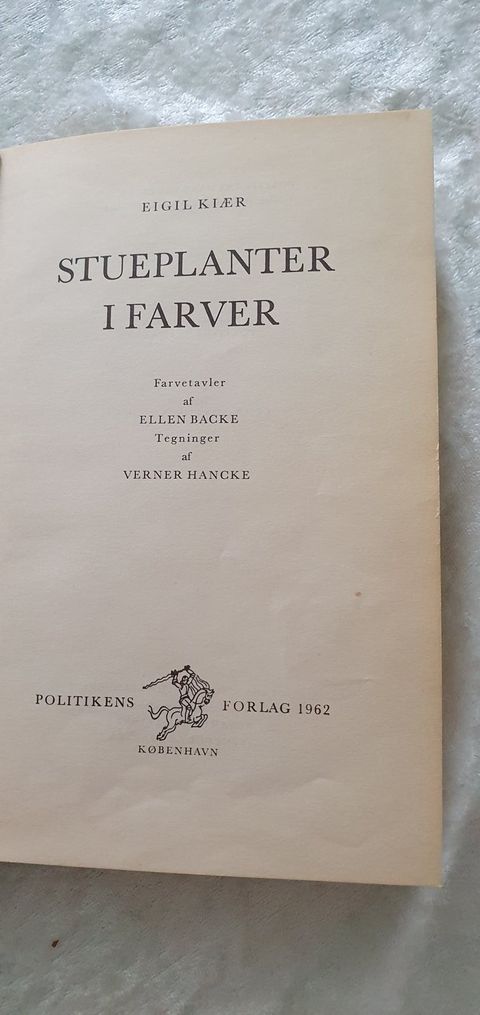 EIGIL KIÆR
STUEPLANTER
I FARVER
Farvetavler
af
ELLEN BACKE
Tegninger
af
VERNER HANCKE
POLITIKENS FORLAG 1962
KØBENHAVN